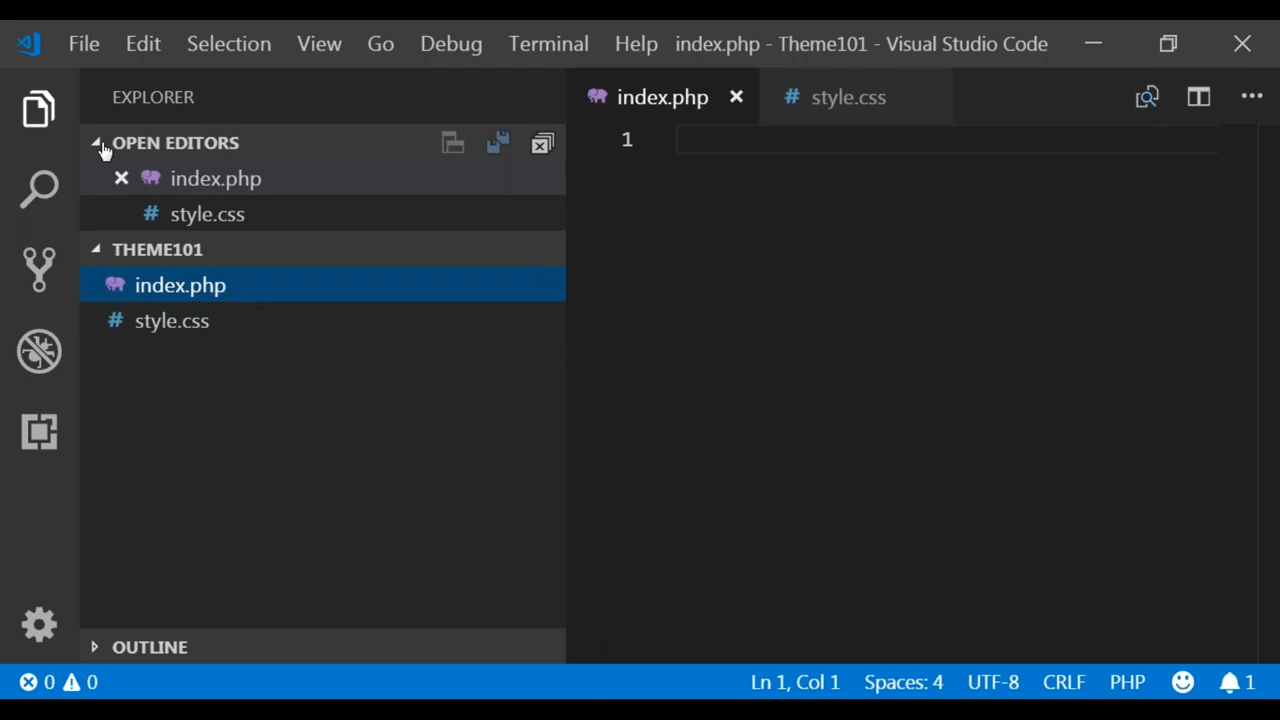 File Edit Selection View Go Debug Terminal Help index.php - Theme101 - Visual Studio Code
EXPLORER
OPEN EDITORS
index.php
# style.css
THEME101
index.php
# style.css
OUTLINE
index.php # style.css
1
0 0 Ln 1, Col 1 Spaces: 4 UTF-8 CRLF PHP 1